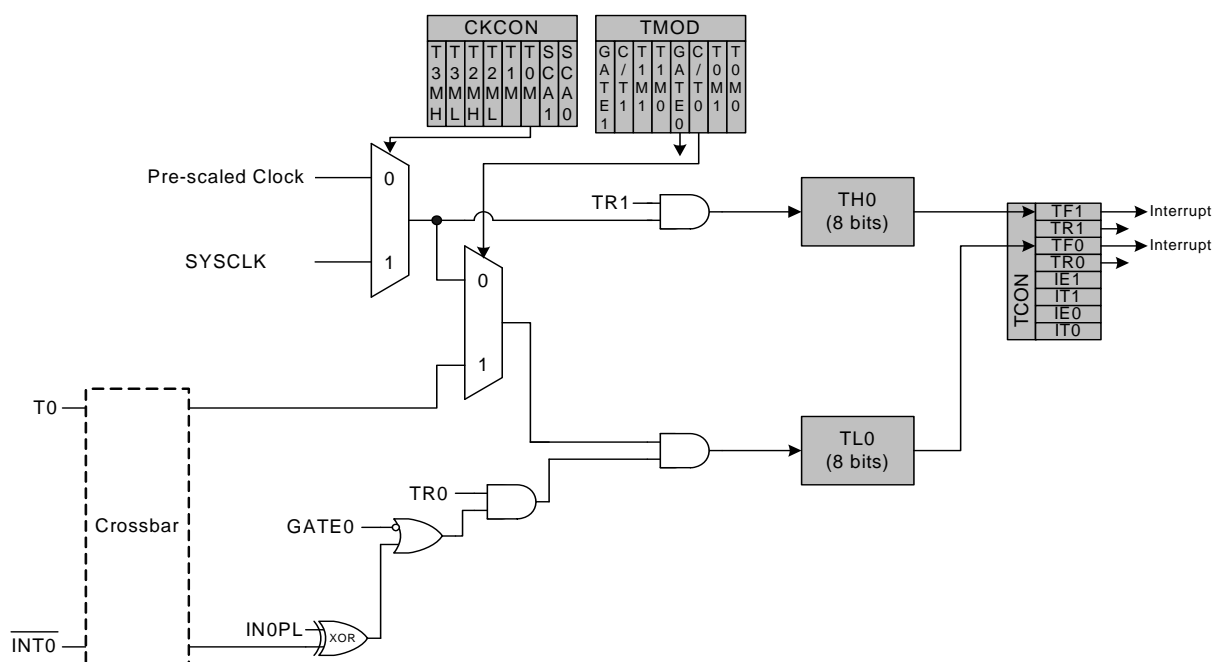 CKCON
T3MH T3ML T2MH T2ML T1M T0M SCA1 SCA0
TMOD
GATE1 C/T1 T1M1 T1M0 GATE0 C/T0 T0M1 T0M0
Pre-scaled Clock
0
SYSCLK
1
TR1
TH0
(8 bits)
TCON
TF1
TR1
TF0
TR0
IE1
IT1
IE0
IT0
Interrupt
Interrupt
0
1
T0
Crossbar
TL0
(8 bits)
TR0
GATE0
IN0PL
XOR
INT0